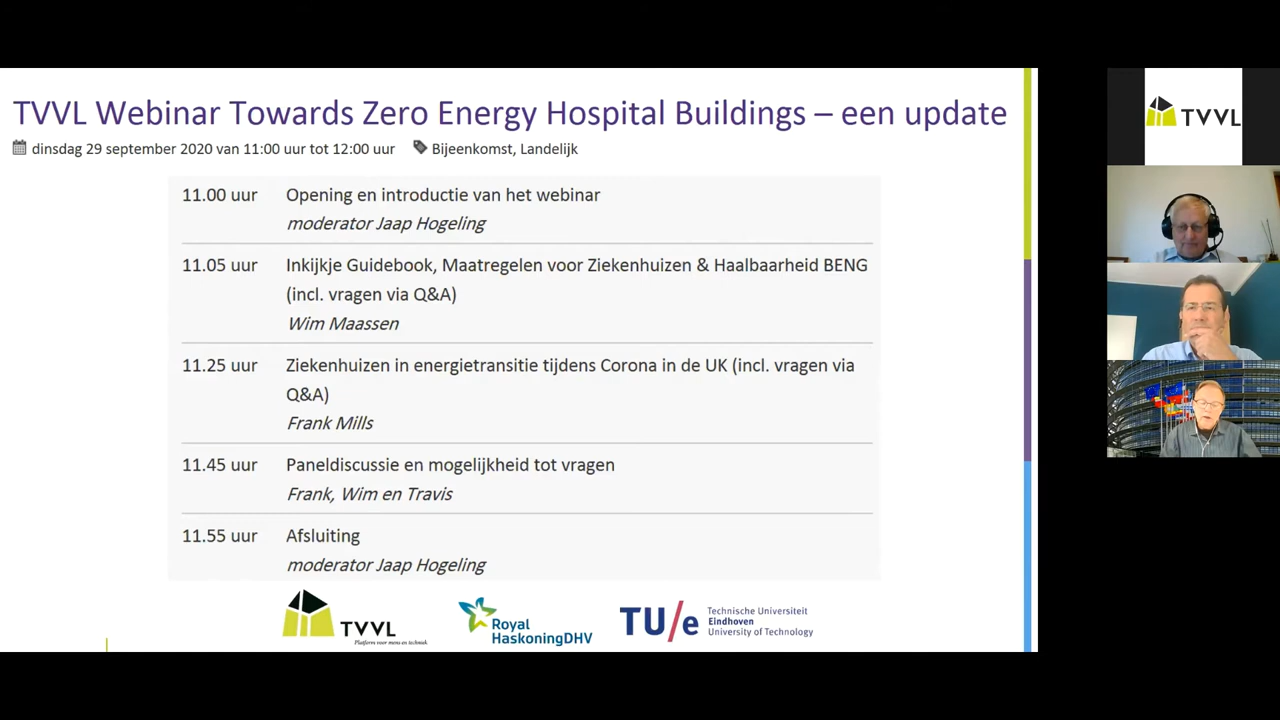 TVVL Webinar Towards Zero Energy Hospital Buildings – een update
dinsdag 29 september 2020 van 11:00 uur tot 12:00 uur Bijeenkomst, Landelijk
11.00 uur Opening en introductie van het webinar
moderator Jaap Hogeling
11.05 uur Inkijkje Guidebook, Maatregelen voor Ziekenhuizen & Haalbaarheid BENG
(incl. vragen via Q&A)
Wim Maassen
11.25 uur Ziekenhuizen in energietransitie tijdens Corona in de UK (incl. vragen via
Q&A)
Frank Mills
11.45 uur Paneldiscussie en mogelijkheid tot vragen
Frank, Wim en Travis
11.55 uur Afsluiting
moderator Jaap Hogeling
TVVL
Platform voor mens en techniek
Royal
HaskoningDHV
TU/e
Technische Universiteit
Eindhoven
University of Technology
TVVL